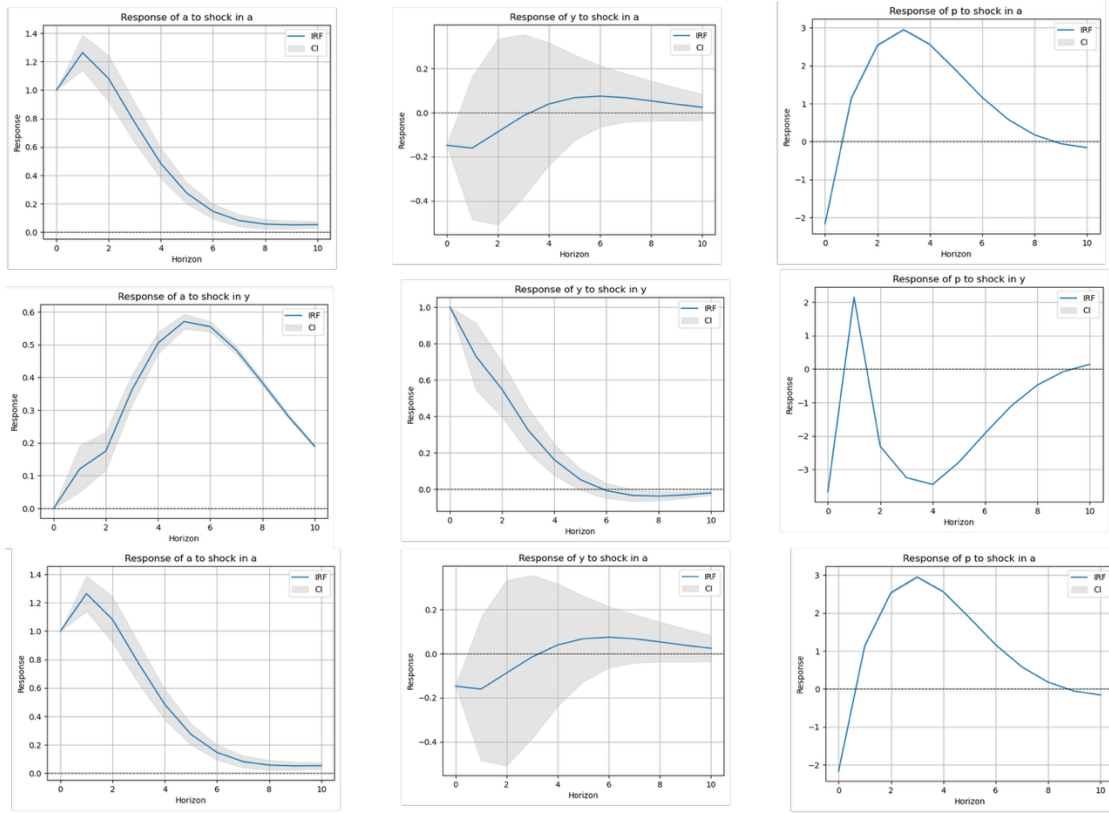 Response of a to shock in a
IRF
CI
Response
1.4
1.2
1.0
0.8
0.6
0.4
0.2
0.0
0 2 4 6 8 10
Horizon
Response of y to shock in a
IRF
CI
Response
0.2
0.0
−0.2
−0.4
0 2 4 6 8 10
Horizon
Response of p to shock in a
IRF
CI
Response
3
2
1
0
−1
−2
0 2 4 6 8 10
Horizon
Response of a to shock in y
IRF
CI
Response
0.6
0.5
0.4
0.3
0.2
0.1
0.0
0 2 4 6 8 10
Horizon
Response of y to shock in y
IRF
CI
Response
1.0
0.8
0.6
0.4
0.2
0.0
0 2 4 6 8 10
Horizon
Response of p to shock in y
IRF
CI
Response
2
1
0
−1
−2
−3
0 2 4 6 8 10
Horizon
Response of a to shock in a
IRF
CI
Response
1.4
1.2
1.0
0.8
0.6
0.4
0.2
0.0
0 2 4 6 8 10
Horizon
Response of y to shock in a
IRF
CI
Response
0.2
0.0
−0.2
−0.4
0 2 4 6 8 10
Horizon
Response of p to shock in a
IRF
CI
Response
3
2
1
0
−1
−2
0 2 4 6 8 10
Horizon